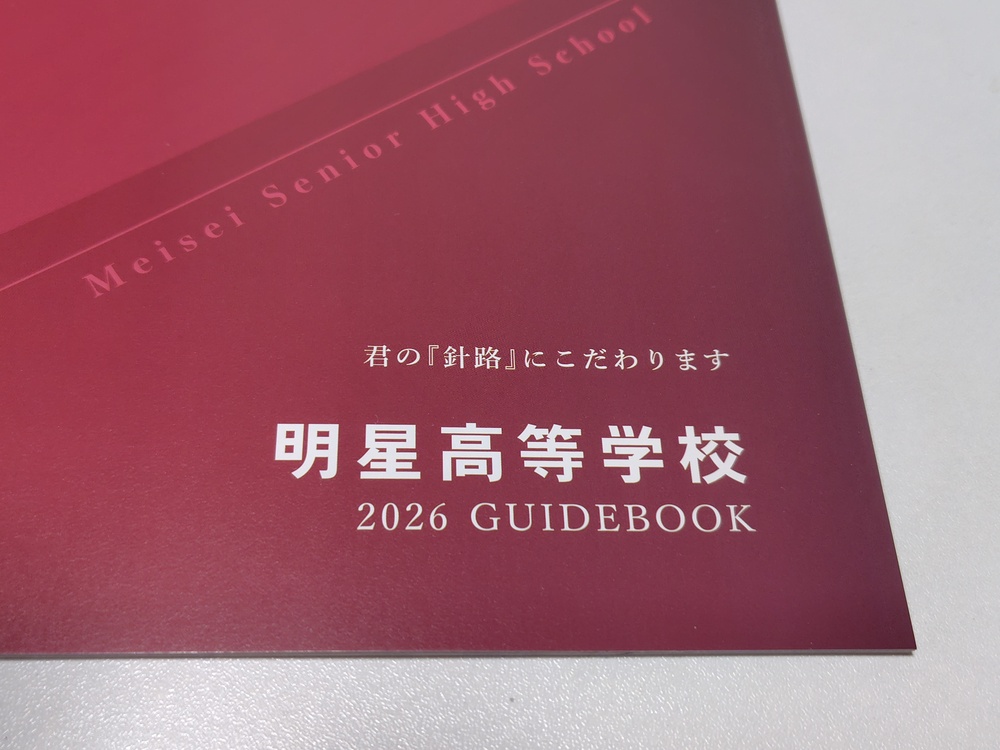 Meisei Senior High School
君の『針路』にこだわります
明星高等学校
2026 GUIDEBOOK